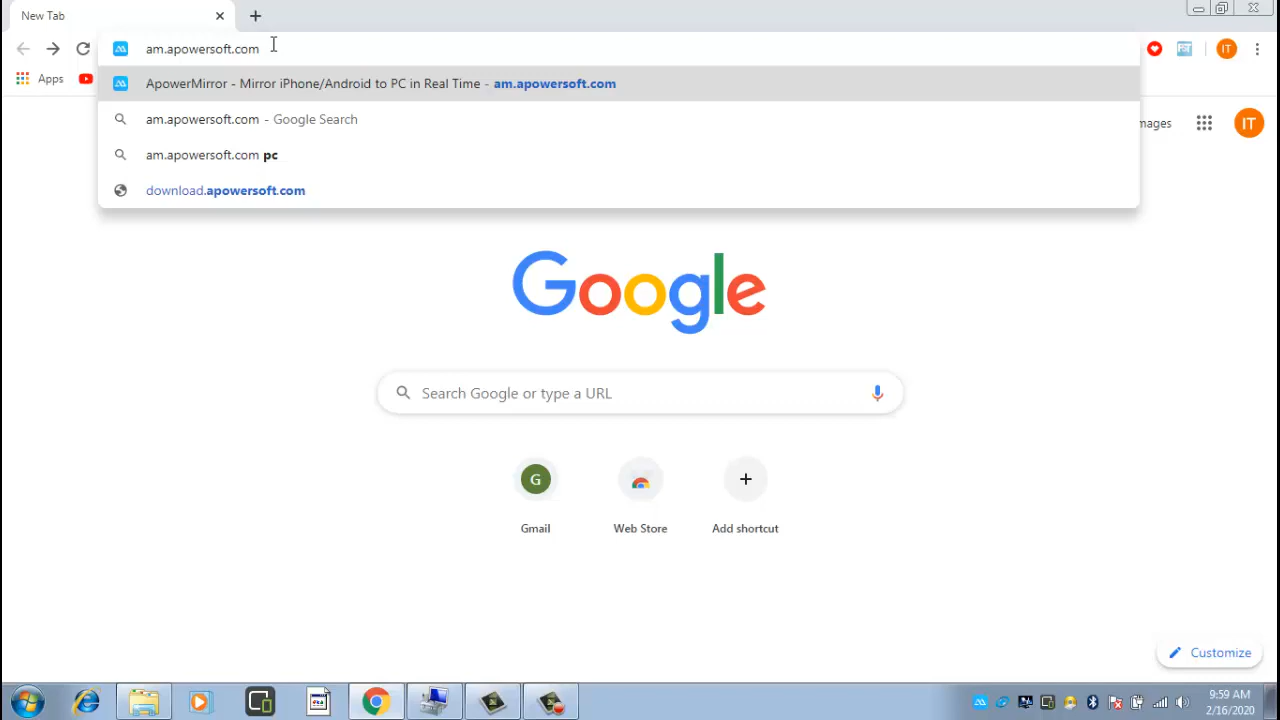 New Tab
am.apowersoft.com
Apps
ApowerMirror - Mirror iPhone/Android to PC in Real Time - am.apowersoft.com
am.apowersoft.com - Google Search
am.apowersoft.com pc
download.apowersoft.com
IT
mages
IT
Google
Search Google or type a URL
G
Gmail
Web Store
Add shortcut
Customize
9:59 AM
2/16/2020